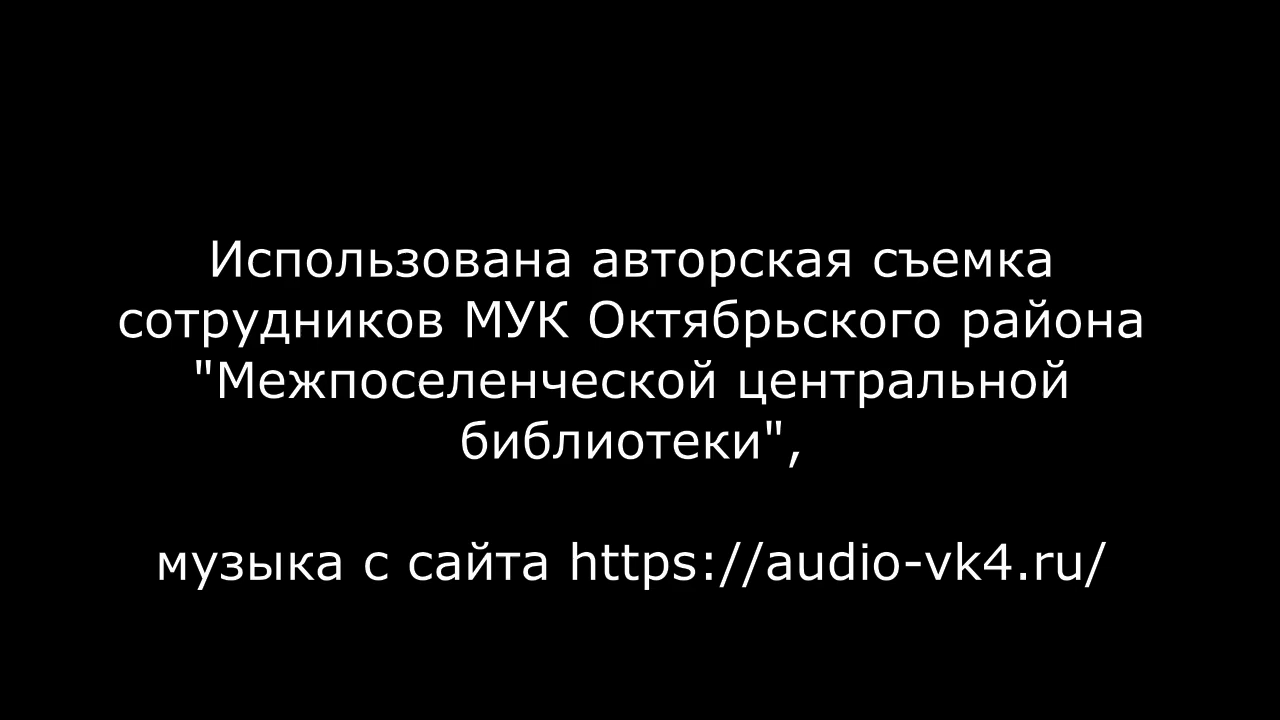 Использована авторская съемка
сотрудников МУК Октябрьского района
"Межпоселенческой центральной
библиотеки",
музыка с сайта https://audio-vk4.ru/